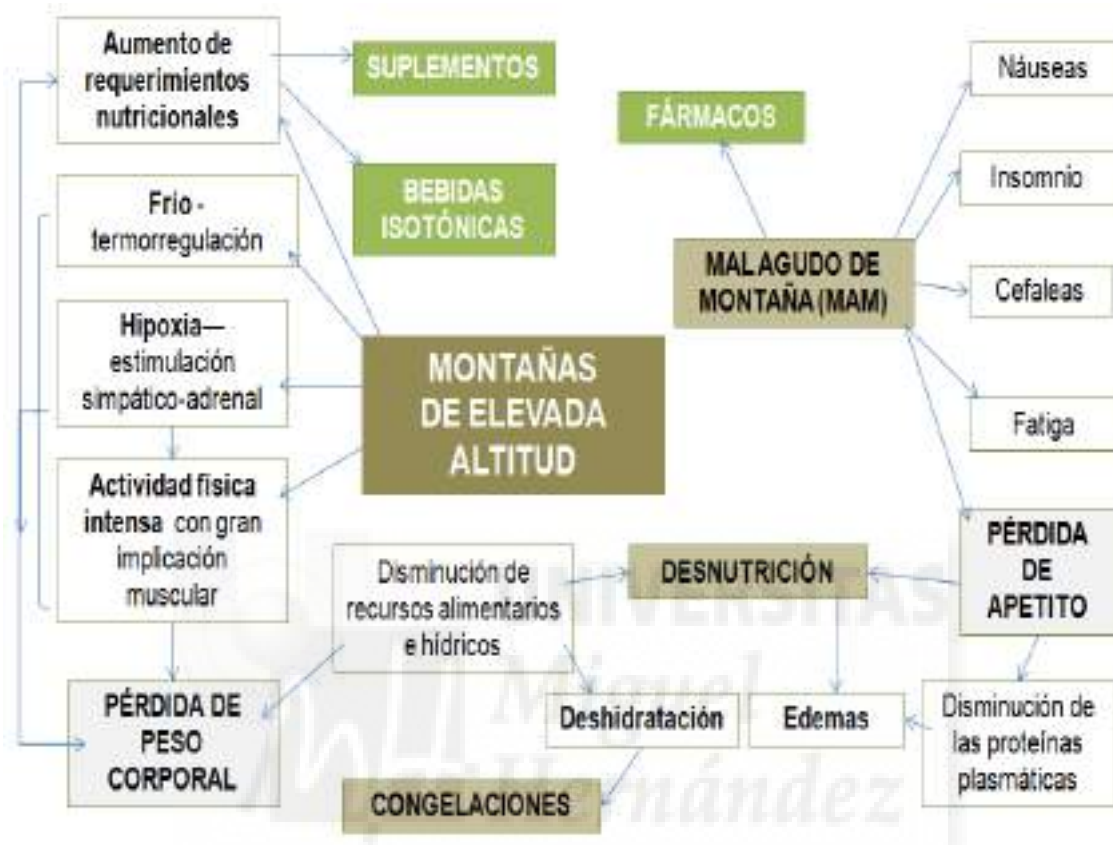 Aumento de
requerimientos
nutricionales
SUPLEMENTOS
BEBIDAS
ISOTÓNICAS
Frio -
termorregulación
Hipoxia—
estimulación
simpático-adrenal
Actividad física
intensa con gran
implicación
muscular
PÉRDIDA DE
PESO
CORPORAL
MONTAÑAS
DE ELEVADA
ALTITUD
FÁRMACOS
MAL AGUDO DE
MONTAÑA (MAM)
Náuseas
Insomnio
Cefaleas
Fatiga
PÉRDIDA
DE
APETITO
Disminución de
recursos alimentarios
e hídricos
DESNUTRICIÓN
Deshidratación
Edemas
Disminución de
las proteínas
plasmáticas
CONGELACIONES
UNIVERSITAS
Miguel
Hernández